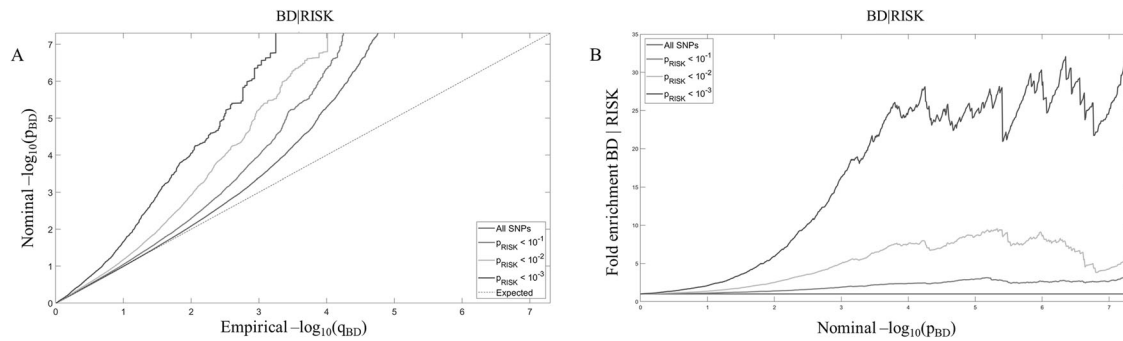 BD|RISK
A
7
6
5
4
3
2
1
0
Nominal –log10(pBD)
0 1 2 3 4 5 6 7
Empirical –log10(qBD)
All SNPs
pRISK < 10-1
pRISK < 10-2
pRISK < 10-3
Expected
BD|RISK
B
35
30
25
20
15
10
5
0
Fold enrichment BD | RISK
0 1 2 3 4 5 6 7
Nominal –log10(pBD)
All SNPs
pRISK < 10-1
pRISK < 10-2
pRISK < 10-3